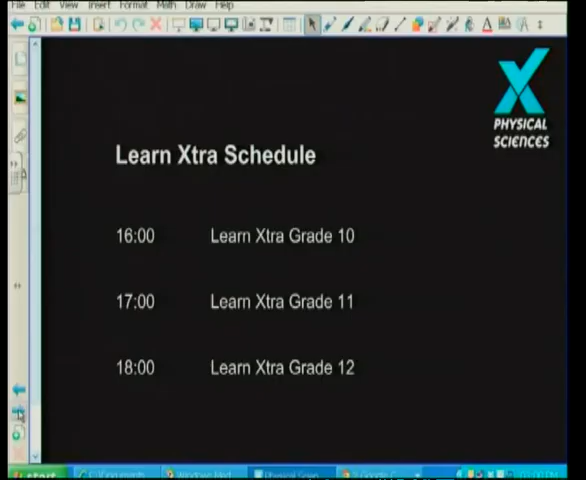 File Edit View Insert Format Math Draw Help
X
PHYSICAL
SCIENCES
Learn Xtra Schedule
16:00 Learn Xtra Grade 10
17:00 Learn Xtra Grade 11
18:00 Learn Xtra Grade 12
start